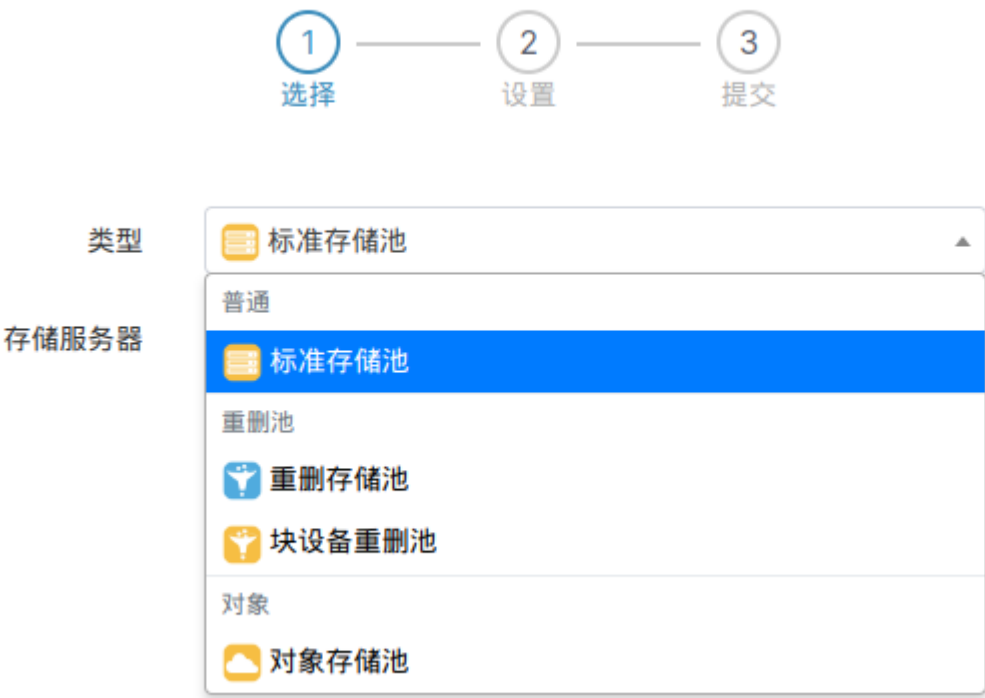 1 2 3
选择 设置 提交
类型 标准存储池
普通
存储服务器
标准存储池
重删池
重删存储池
块设备重删池
对象
对象存储池